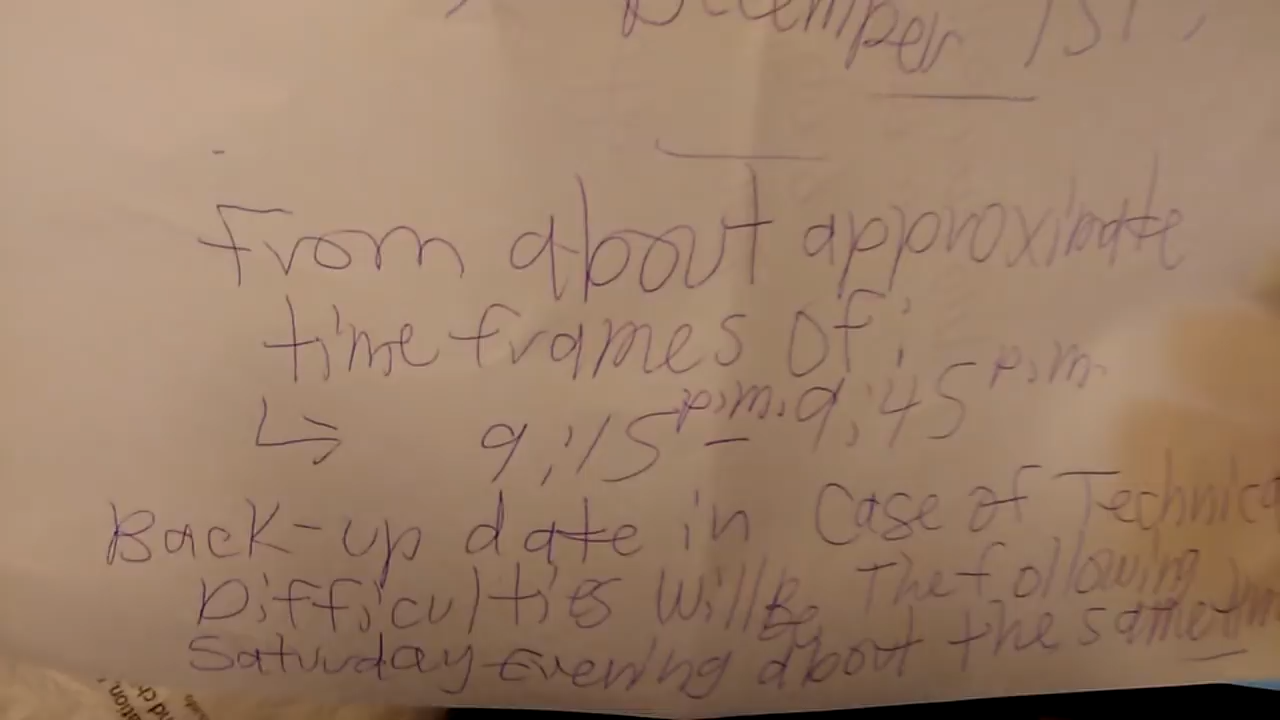 December 1st,
From about approximate
time frames of:
↳ 9:15 p.m. - 9:45 p.m.
Back-up date in Case of Technica
Difficulties Will Be The following
Saturday Evening about the same tim